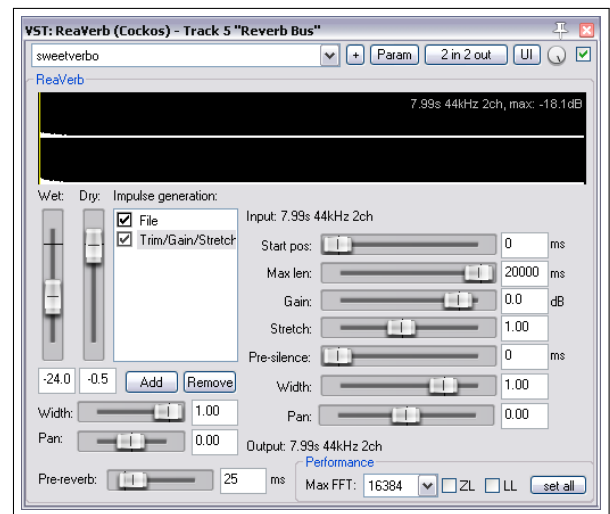 VST: ReaVerb (Cockos) - Track 5 "Reverb Bus"
sweetverbo + Param 2 in 2 out UI
ReaVerb
7.99s 44kHz 2ch, max: -18.1dB
Wet: Dry: Impulse generation:
File
Trim/Gain/Stretch
Input: 7.99s 44kHz 2ch
Start pos: 0 ms
Max len: 20000 ms
Gain: 0.0 dB
Stretch: 1.00
Pre-silence: 0 ms
-24.0 -0.5 Add Remove
Width: 1.00
Width: 1.00
Pan: 0.00
Pan: 0.00
Output: 7.99s 44kHz 2ch
Performance
Pre-reverb: 25 ms
Max FFT: 16384 ZL LL set all